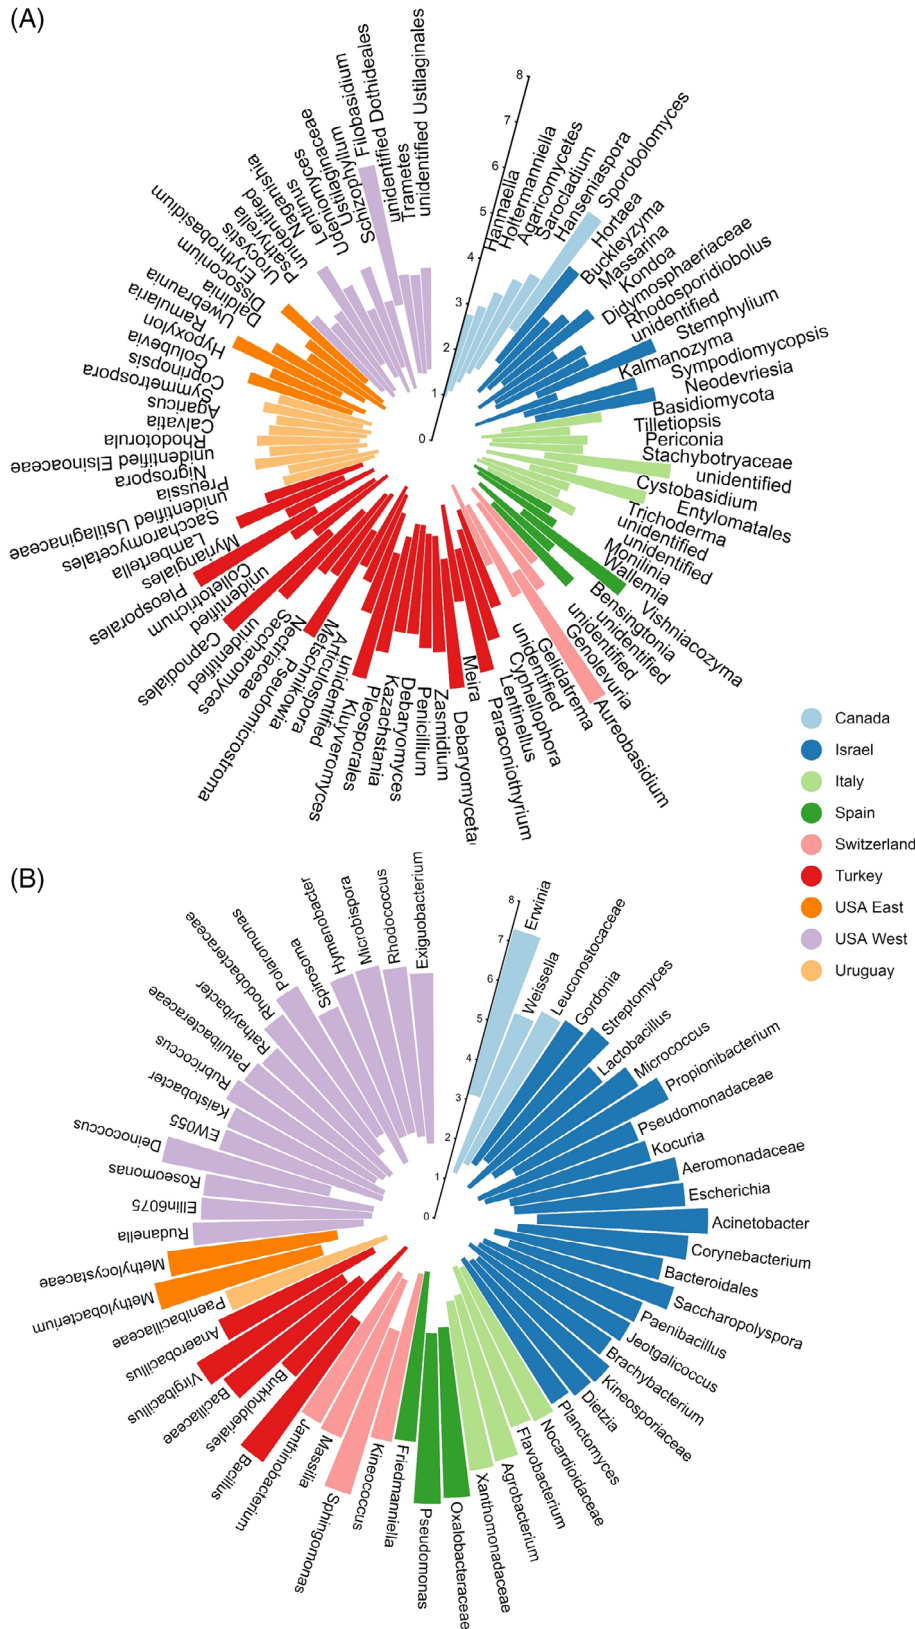 (A)
8
7
6
5
4
3
2
1
0
Hannaella
Holtermanniella
Agaricomycetes
Sarocladium
Hanseniaspora
Sporobolomyces
Hortaea
Buckleyzyma
Massarina
Kondoa
Didymosphaeriaceae
Rhodosporidiobolus
unidentified
Stemphylium
Kalmanozyma
Sympodiomycopsis
Neodevriesia
Basidiomycota
Tilletiopsis
Periconia
Stachybotryaceae
unidentified
Cystobasidium
Entylomatales
Trichoderma
unidentified
unidentified
Monilinia
Wallemia
Vishniacozyma
Bensingtonia
unidentified
unidentified
Genolevuria
Aureobasidium
Gelidatrema
unidentified
Cyphellophora
Lentinellus
Paraconiothyrium
Meira
Debaryomyceta
Zasmidium
Penicillium
Debaryomyces
Kazachstania
Pleosporales
Kluyveromyces
unidentified
Articulospora
Metschnikowia
Pseudomicrostroma
Nectriaceae
Saccharomyces
unidentified
Capnodiales
unidentified
Colletotrichum
Pleosporales
Myriangiales
Lambertella
Saccharomycetales
unidentified Ustilaginaceae
Preussia
Nigrospora
unidentified Elsinoaceae
Rhodotorula
Calvatia
Agaricus
Symmetrospora
Coprinopsis
Colubevia
Hypoxylon
Ramularia
Uwebraunia
Daldinia
Dissoconium
Erythrobasidium
Urocystis
Psathyrella
unidentified
Naganishia
Lentinus
Udeniomyces
Ustilaginaceae
Schizophyllum
Filobasidium
unidentified Dothideales
Trametes
unidentified Ustilaginales
Canada
Israel
Italy
Spain
Switzerland
Turkey
USA East
USA West
Uruguay
(B)
8
7
6
5
4
3
2
1
0
Erwinia
Weissella
Leuconostocaceae
Gordonia
Streptomyces
Lactobacillus
Micrococcus
Propionibacterium
Pseudomonadaceae
Kocuria
Aeromonadaceae
Escherichia
Acinetobacter
Corynebacterium
Bacteroidales
Saccharopolyspora
Paenibacillus
Jeotgalicoccus
Brachybacterium
Kineosporiaceae
Dietzia
Planctomyces
Nocardioidaceae
Flavobacterium
Agrobacterium
Xanthomonadaceae
Oxalobacteraceae
Pseudomonas
Friedmanniella
Kineococcus
Sphingomonas
Massilia
Janthinobacterium
Bacillus
Burkholderiales
Bacillaceae
Virgibacillus
Anaerobacillus
Paenibacillaceae
Methylobacterium
Methylocystaceae
Rudanella
Ellin6075
Roseomonas
Deinococcus
EW055
Kaistobacter
Rubricoccus
Patulibacteraceae
Rathayibacter
Rhodobacteraceae
Polaromonas
Spirosoma
Hymenobacter
Microbispora
Rhodococcus
Exiguobacterium